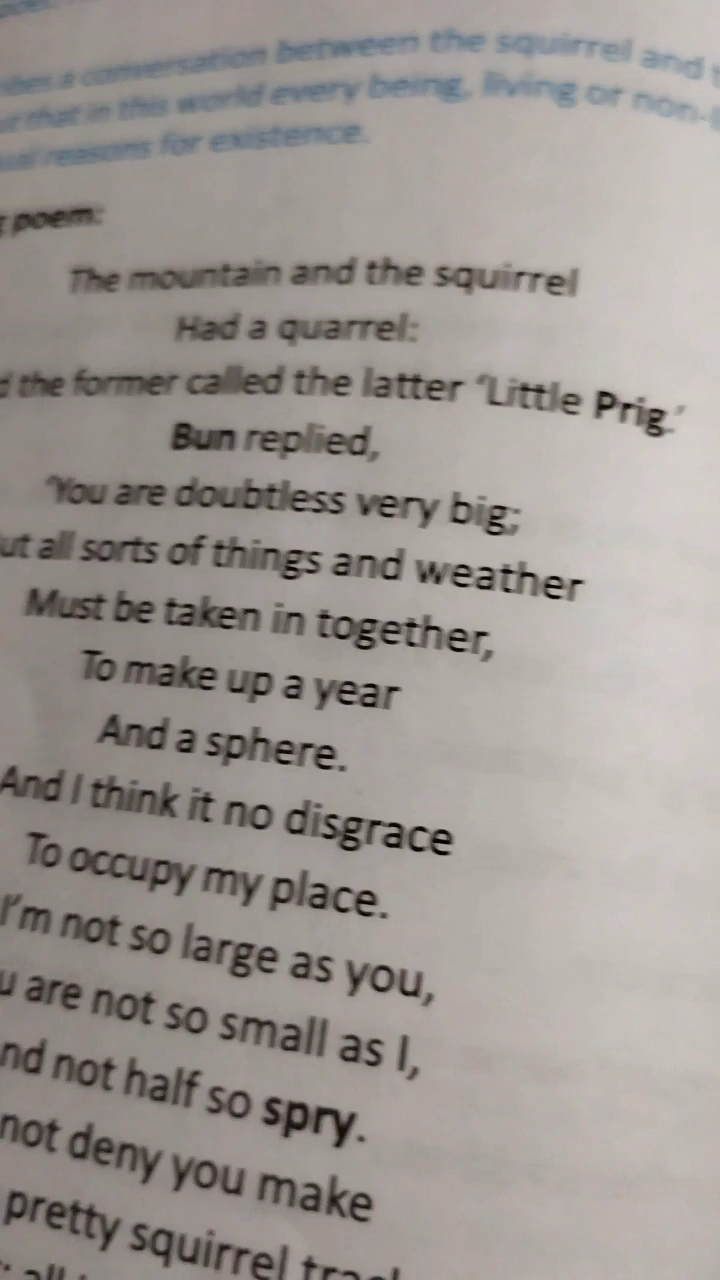 a conversation between the squirrel and
that in this world every being, living or non-
reasons for existence.
poem:
The mountain and the squirrel
Had a quarrel:
the former called the latter ‘Little Prig.’
Bun replied,
‘You are doubtless very big;
ut all sorts of things and weather
Must be taken in together,
To make up a year
And a sphere.
And I think it no disgrace
To occupy my place.
I’m not so large as you,
u are not so small as I,
nd not half so spry.
not deny you make
pretty squirrel